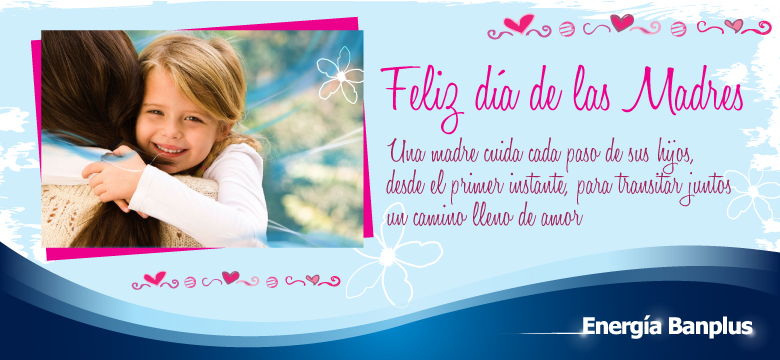 Feliz día de las Madres
Una madre cuida cada paso de sus hijos,
desde el primer instante, para transitar juntos
un camino lleno de amor
Energía Banplus